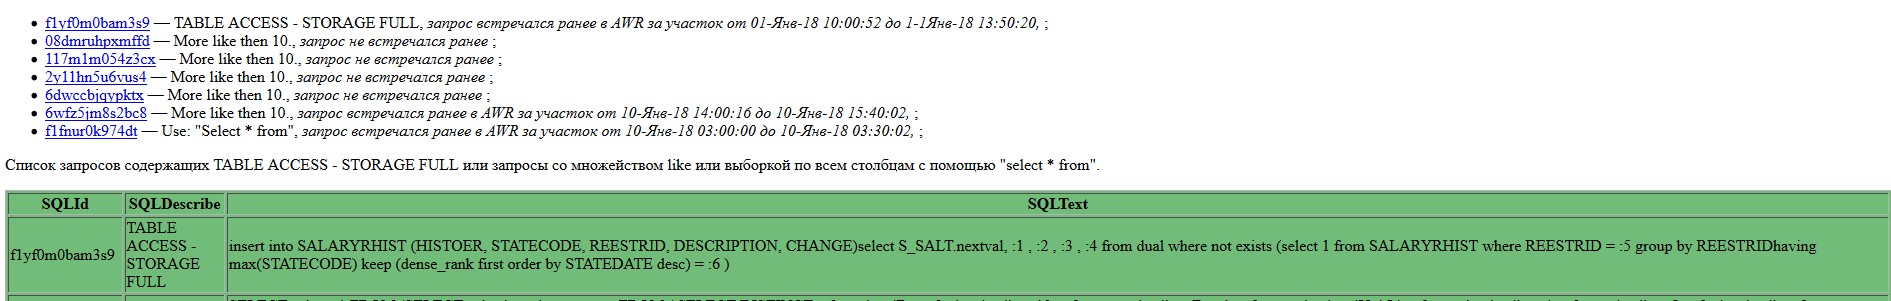 f1yf0m0bam3s9 — TABLE ACCESS - STORAGE FULL, запрос встречался ранее в AWR за участок от 01-Янв-18 10:00:52 до 1-1Янв-18 13:50:20, ;
08dmruhpxmffd — More like then 10., запрос не встречался ранее ;
117m1m054z3cx — More like then 10., запрос не встречался ранее ;
2y11hn5u6vus4 — More like then 10., запрос не встречался ранее ;
6dwccbjqypktx — More like then 10., запрос не встречался ранее ;
6wfz5jm8s2bc8 — More like then 10., запрос встречался ранее в AWR за участок от 10-Янв-18 14:00:16 до 10-Янв-18 15:40:02, ;
f1fnur0k974dt — Use: "Select * from", запрос встречался ранее в AWR за участок от 10-Янв-18 03:00:00 до 10-Янв-18 03:30:02, ;
Список запросов содержащих TABLE ACCESS - STORAGE FULL или запросы со множейством like или выборкой по всем столбцам с помощью "select * from".
SQLId SQLDescribe SQLText
f1yf0m0bam3s9
TABLE
ACCESS -
STORAGE
FULL
insert into SALARYRHIST (HISTOER, STATECODE, REESTRID, DESCRIPTION, CHANGE)select S_SALT.nextval, :1 , :2 , :3 , :4 from dual where not exists (select 1 from SALARYRHIST where REESTRID = :5 group by REESTRIDhaving
max(STATECODE) keep (dense_rank first order by STATEDATE desc) = :6 )